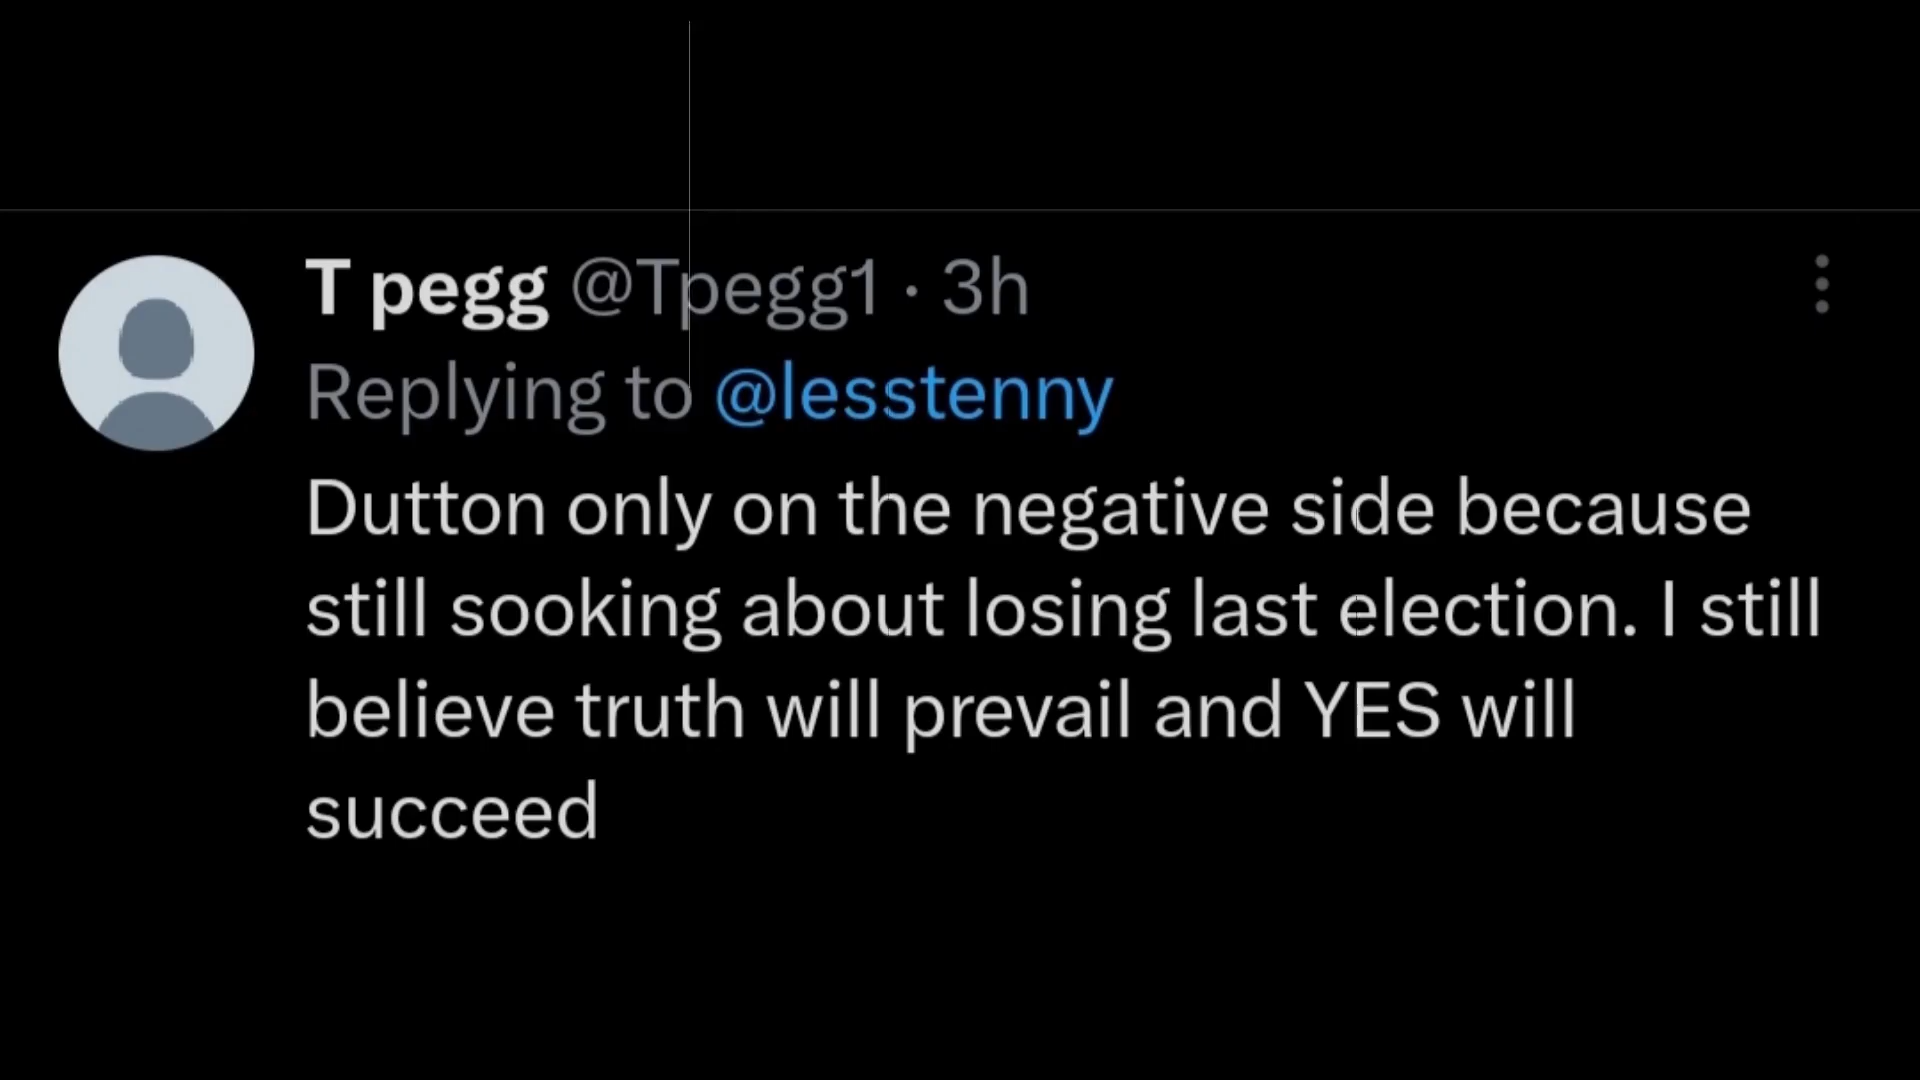 T pegg @Tpegg1 · 3h
Replying to @lesstenny
Dutton only on the negative side because
still sooking about losing last election. I still
believe truth will prevail and YES will
succeed